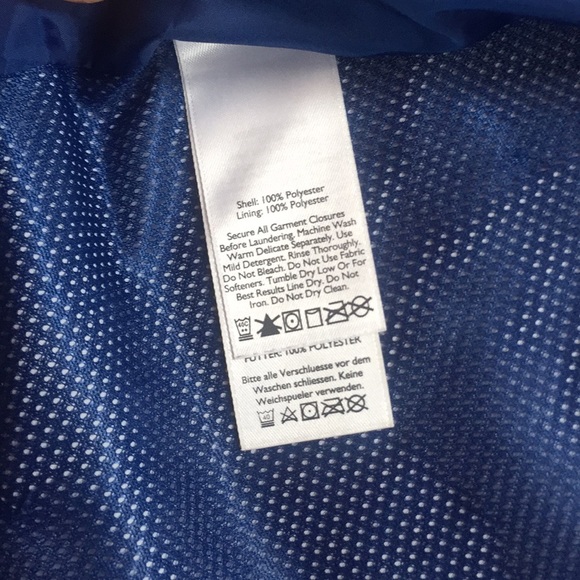 Shell: 100% Polyester
Lining: 100% Polyester
Secure All Garment Closures
Before Laundering, Machine Wash
Warm Delicate Separately. Use
Mild Detergent. Rinse Thoroughly.
Do Not Bleach. Do Not Use Fabric
Softeners. Tumble Dry Low Or For
Best Results Line Dry. Do Not
Iron. Do Not Dry Clean.
40C
FUTTER: 100% POLYESTER
Bitte alle Verschluesse vor dem
Waschen schliessen. Keine
Weichspueler verwenden.
40